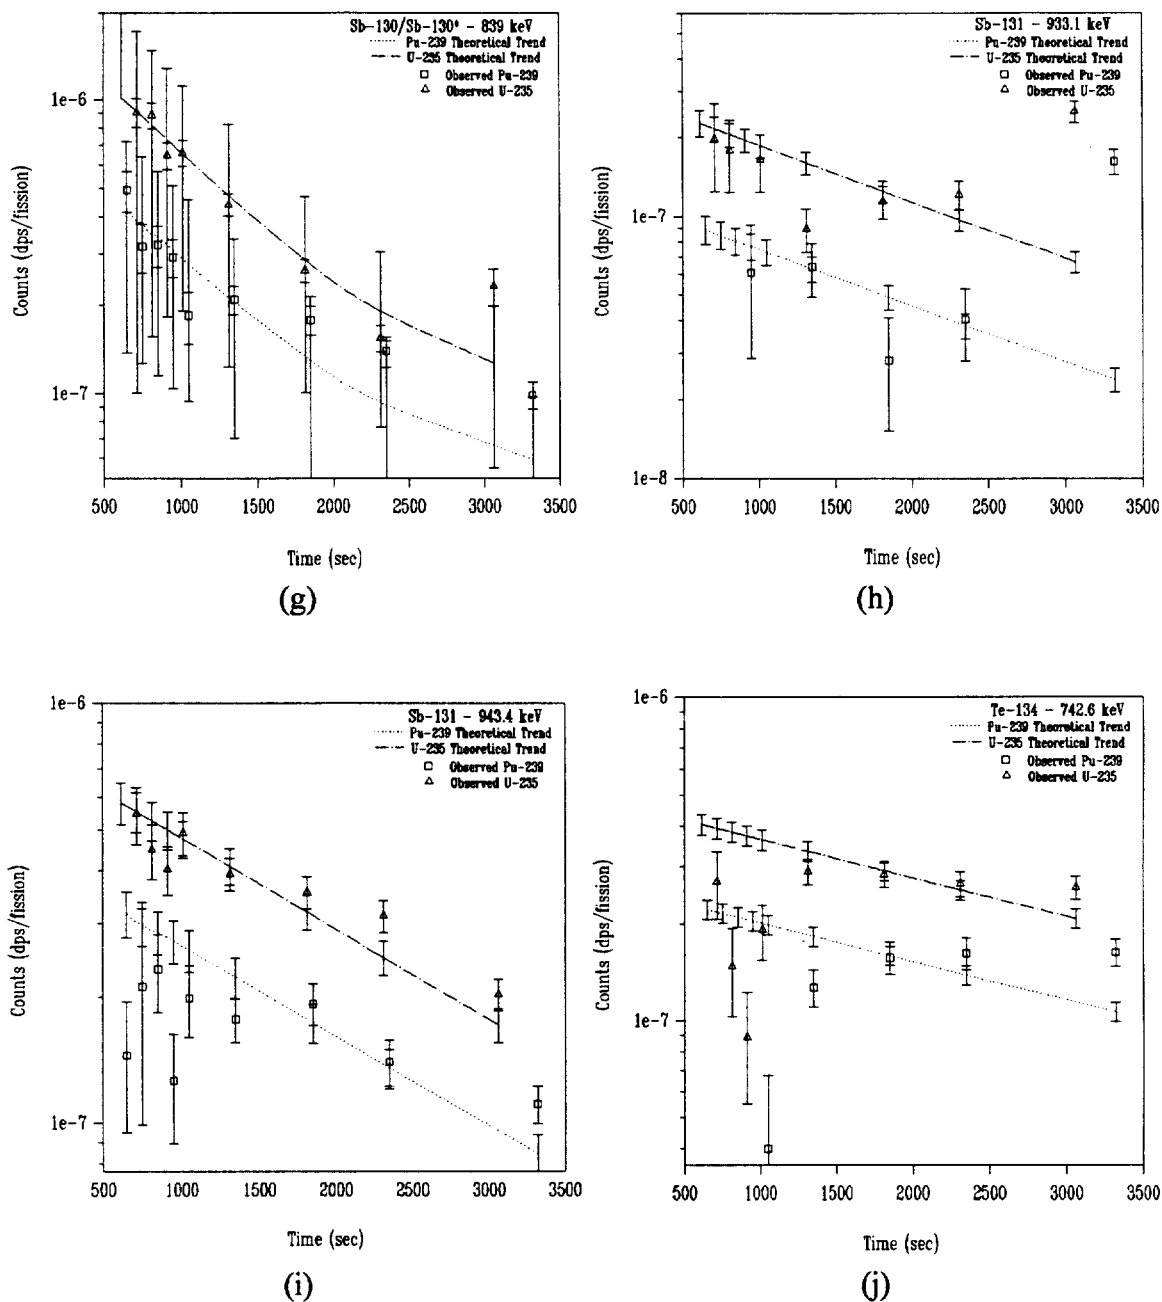 Sb-130/Sb-130* - 839 keV
Pu-239 Theoretical Trend
U-235 Theoretical Trend
Observed Pu-239
Observed U-235
1e-6
1e-7
Counts (dps/fission)
500 1000 1500 2000 2500 3000 3500
Time (sec)
(g)
Sb-131 - 933.1 keV
Pu-239 Theoretical Trend
U-235 Theoretical Trend
Observed Pu-239
Observed U-235
1e-7
1e-8
Counts (dps/fission)
500 1000 1500 2000 2500 3000 3500
Time (sec)
(h)
1e-6
Sb-131 - 943.4 keV
Pu-239 Theoretical Trend
U-235 Theoretical Trend
Observed Pu-239
Observed U-235
1e-7
Counts (dps/fission)
500 1000 1500 2000 2500 3000 3500
Time (sec)
(i)
1e-6
Te-134 - 742.6 keV
Pu-239 Theoretical Trend
U-235 Theoretical Trend
Observed Pu-239
Observed U-235
1e-7
Counts (dps/fission)
500 1000 1500 2000 2500 3000 3500
Time (sec)
(j)